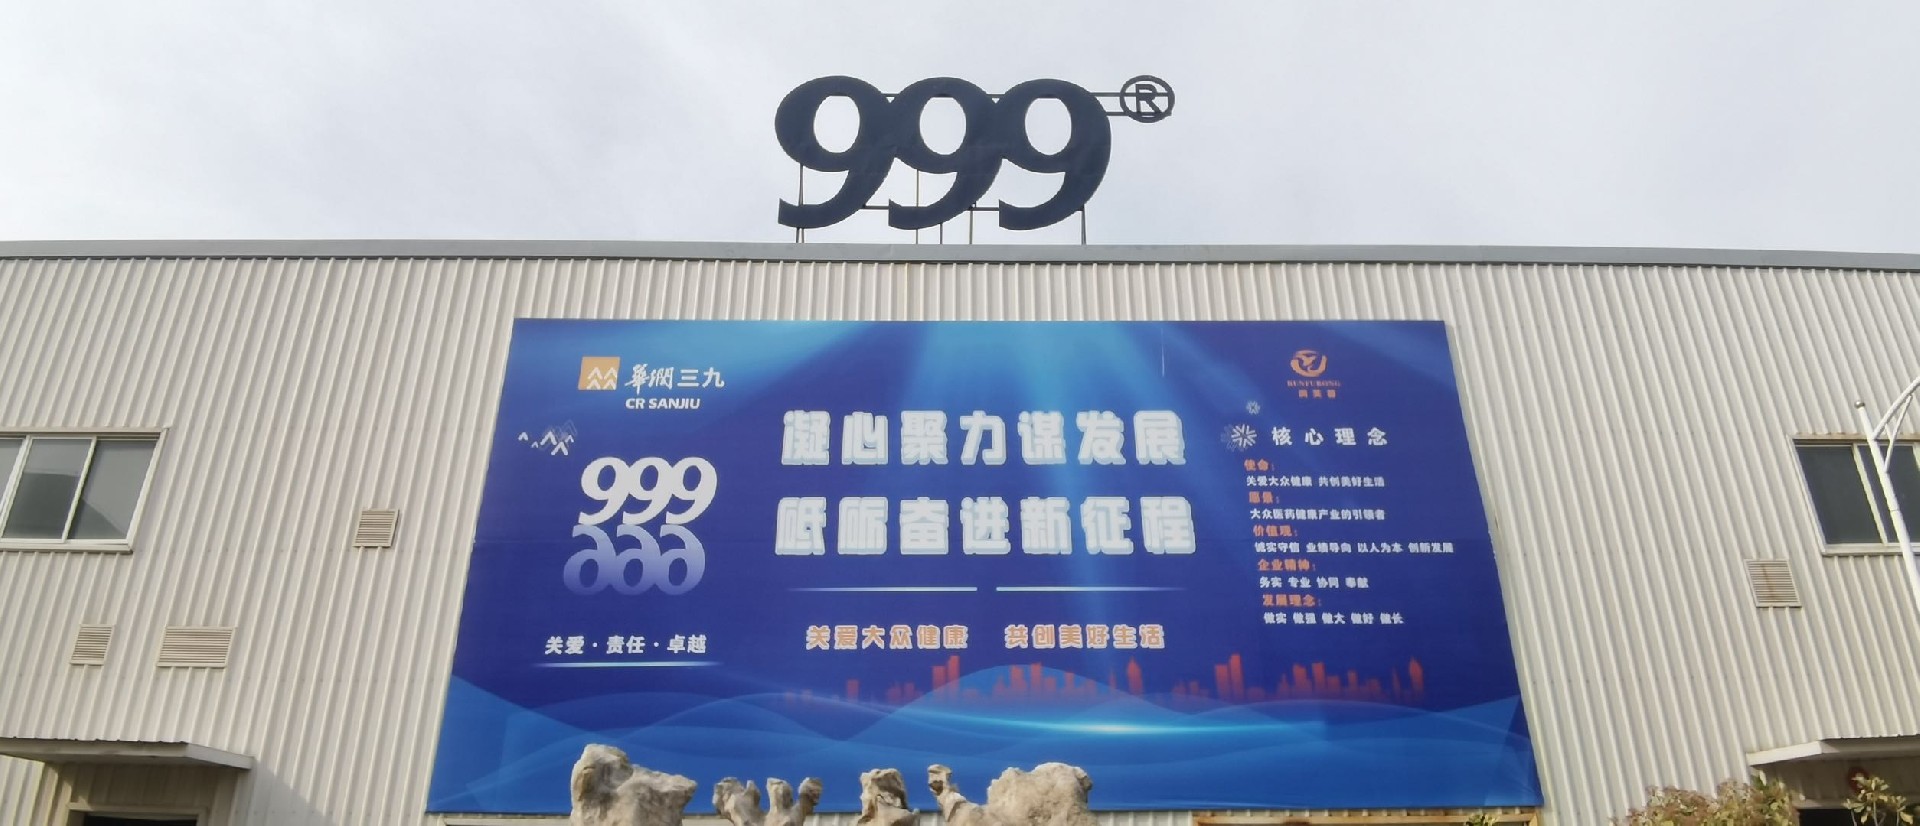 999®
華潤三九
CR SANJIU
999
凝心聚力谋发展
砥砺奋进新征程
关爱·责任·卓越
关爱大众健康 共创美好生活
核心理念
使命:
关爱大众健康 共创美好生活
愿景:
大众医药健康产业的引领者
价值观:
诚实守信 业绩导向 以人为本 创新发展
企业精神:
务实 专业 协同 奉献
发展理念:
做实 做强 做大 做好 做长